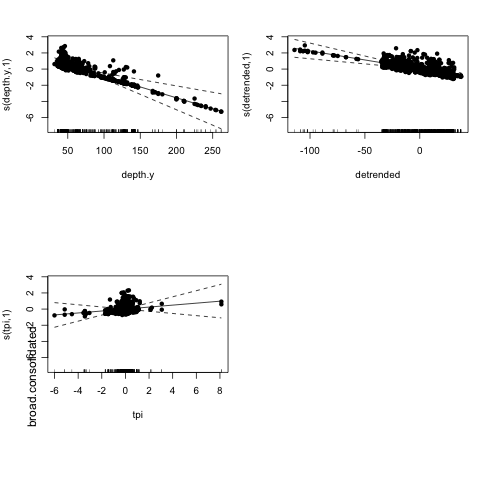 s(depth.y,1)
4
2
0
-2
-6
50 100 150 200 250
depth.y
s(detrended,1)
4
2
0
-2
-6
-100 -50 0
detrended
s(tpi,1)
broad.consolidated
4
2
0
-2
-6 -4 -2 0 2 4 6 8
tpi